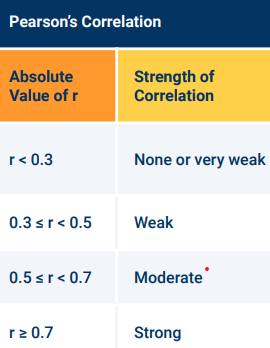 Pearson's Correlation
Absolute
Value of r
Strength of
Correlation
r < 0.3
None or very weak
0.3 ≤ r < 0.5
Weak
0.5 ≤ r < 0.7
Moderate
r ≥ 0.7
Strong